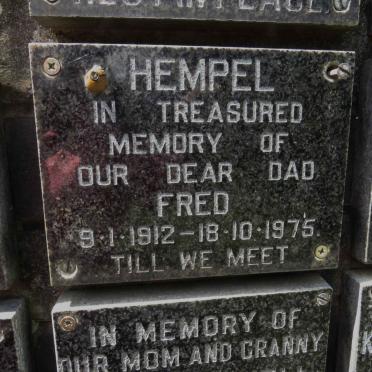 HEMPEL
IN TREASURED
MEMORY OF
OUR DEAR DAD
FRED
9·1·1912 – 18·10·1975
TILL WE MEET
IN MEMORY OF
OUR MOM AND GRANNY